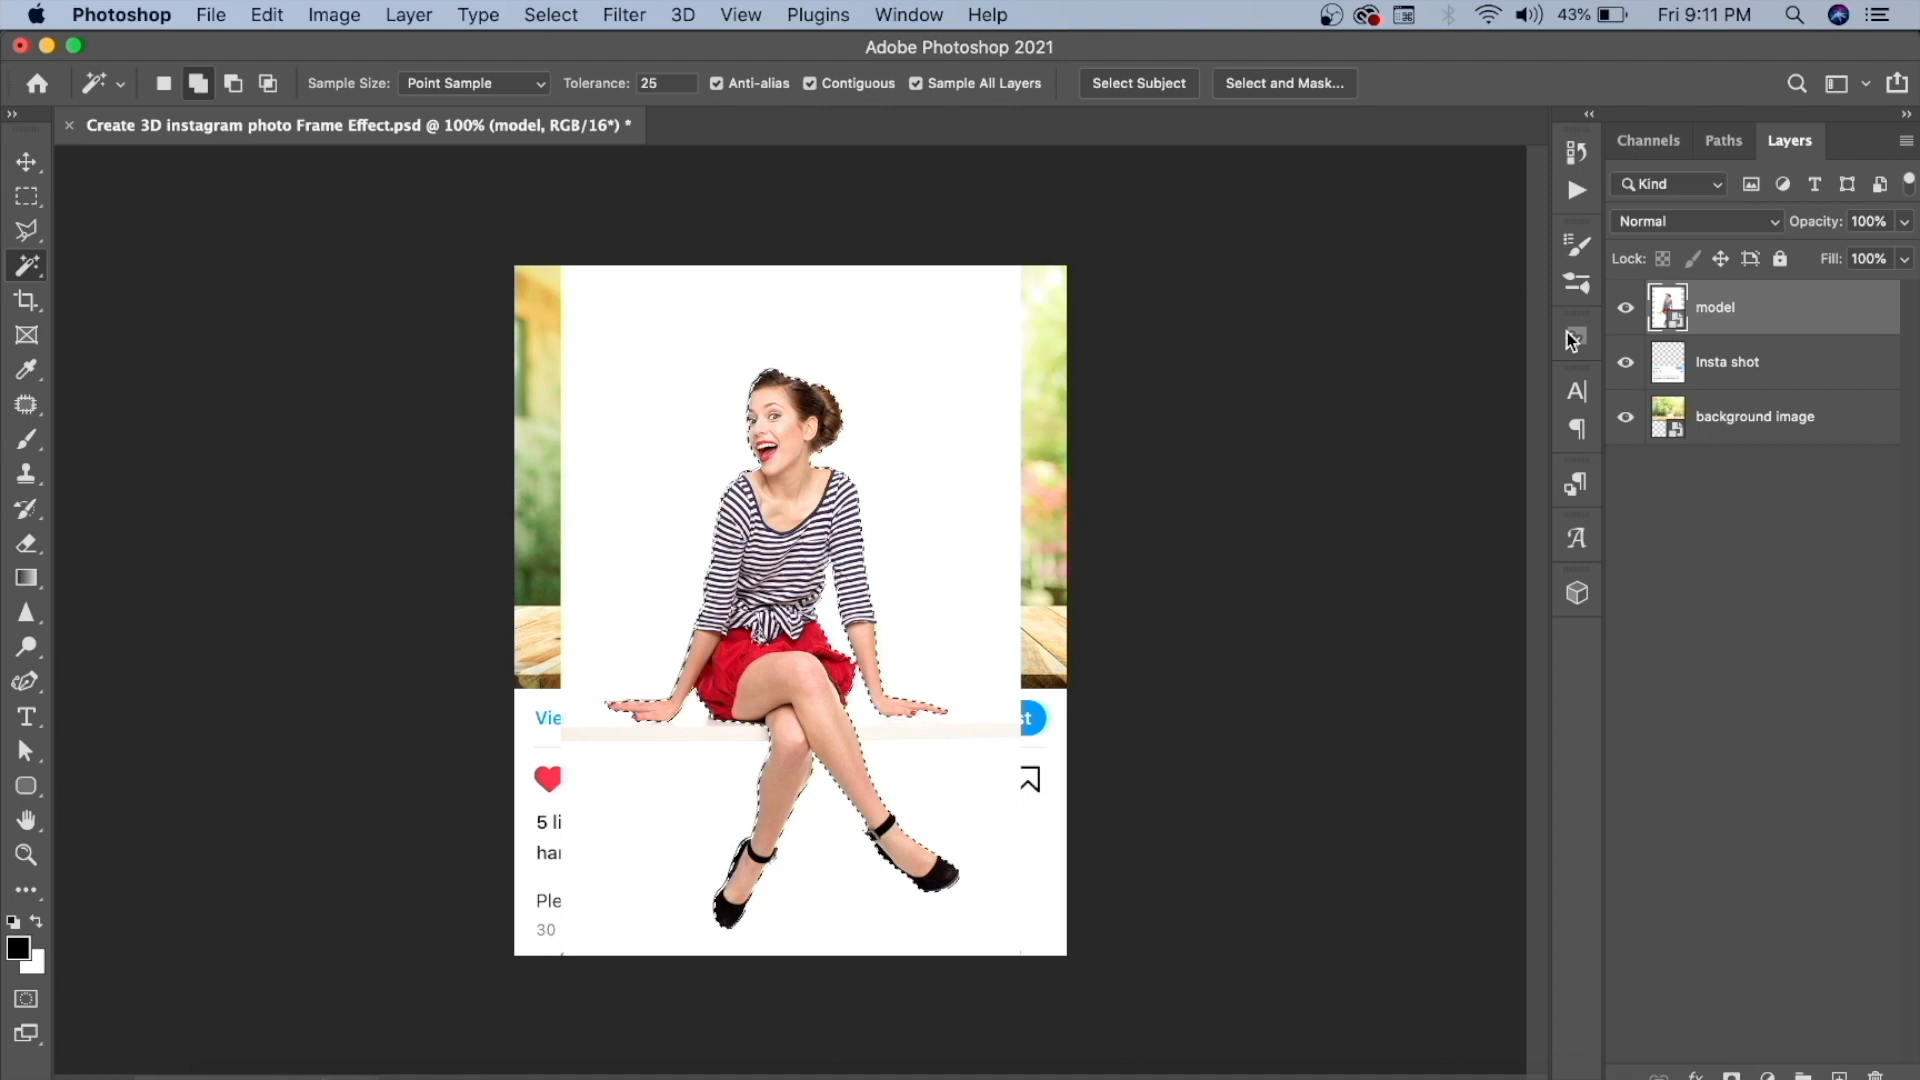 Photoshop File Edit Image Layer Type Select Filter 3D View Plugins Window Help 43% Fri 9:11 PM
Adobe Photoshop 2021
Sample Size: Point Sample Tolerance: 25 Anti-alias Contiguous Sample All Layers Select Subject Select and Mask...
× Create 3D instagram photo Frame Effect.psd @ 100% (model, RGB/16*) *
Channels Paths Layers
Kind
Normal Opacity: 100%
Lock: Fill: 100%
model
Insta shot
background image
Vie st
5 li
har
Ple
30